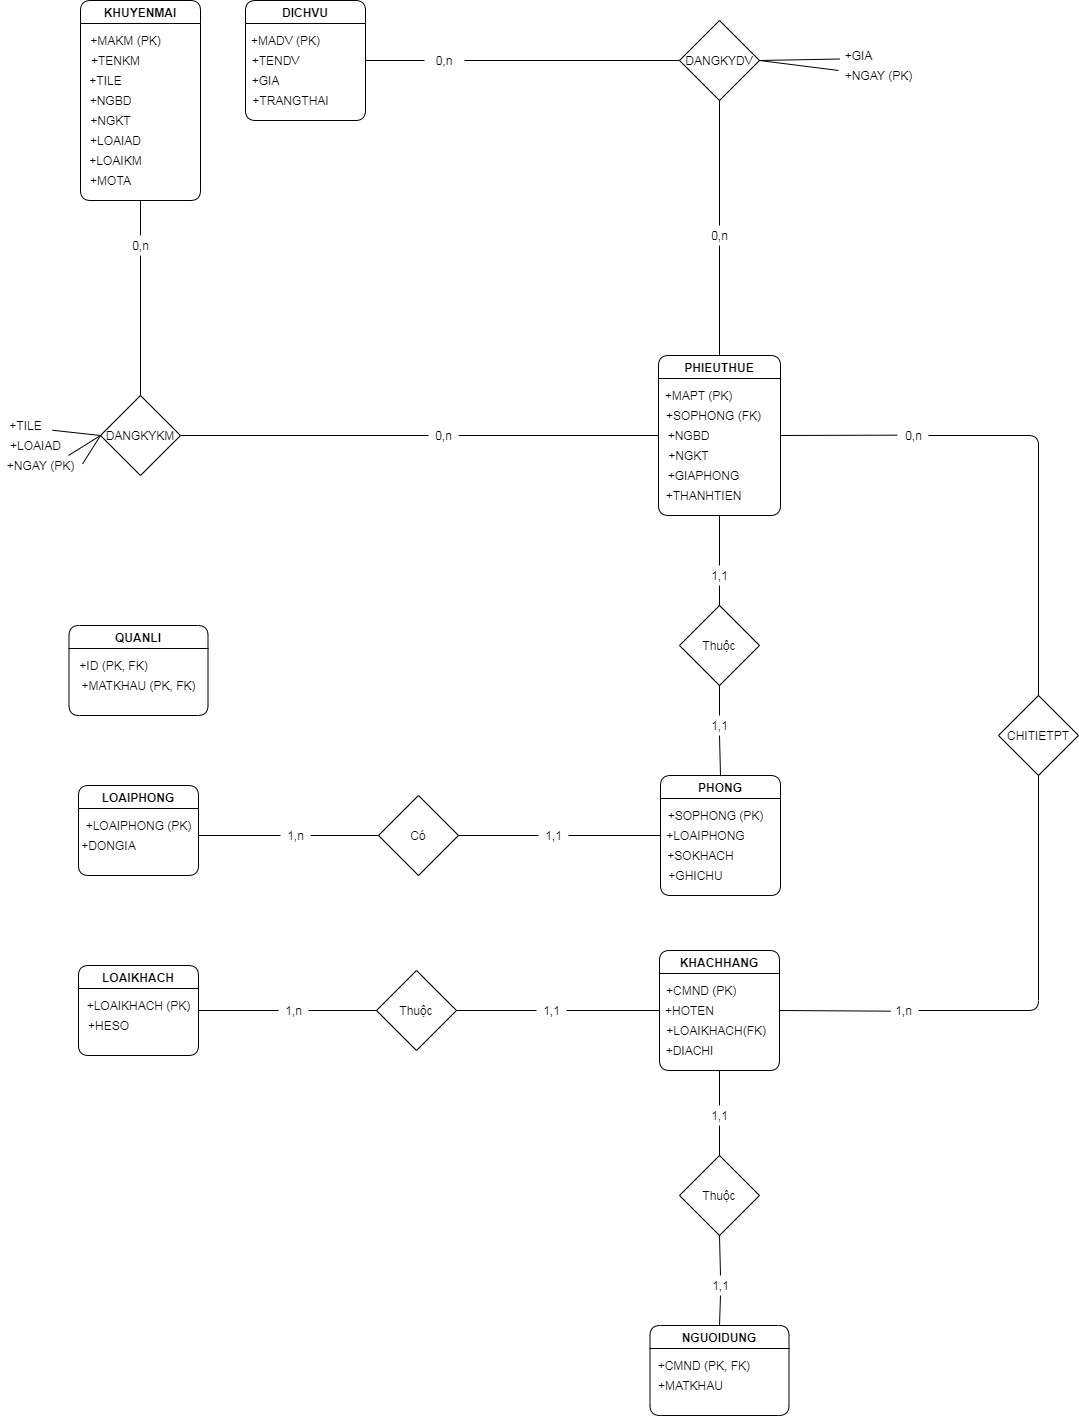 KHUYENMAI
+MAKM (PK)
+TENKM
+TILE
+NGBD
+NGKT
+LOAIAD
+LOAIKM
+MOTA
DICHVU
+MADV (PK)
+TENDV
+GIA
+TRANGTHAI
0,n
DANGKYDV
+GIA
+NGAY (PK)
0,n
0,n
PHIEUTHUE
+MAPT (PK)
+SOPHONG (FK)
+NGBD
+NGKT
+GIAPHONG
+THANHTIEN
+TILE
+LOAIAD
+NGAY (PK)
DANGKYKM
0,n
0,n
1,1
Thuộc
1,1
QUANLI
+ID (PK, FK)
+MATKHAU (PK, FK)
CHITIETPT
LOAIPHONG
+LOAIPHONG (PK)
+DONGIA
1,n
Có
1,1
PHONG
+SOPHONG (PK)
+LOAIPHONG
+SOKHACH
+GHICHU
LOAIKHACH
+LOAIKHACH (PK)
+HESO
1,n
Thuộc
1,1
KHACHHANG
+CMND (PK)
+HOTEN
+LOAIKHACH(FK)
+DIACHI
1,n
1,1
Thuộc
1,1
NGUOIDUNG
+CMND (PK, FK)
+MATKHAU